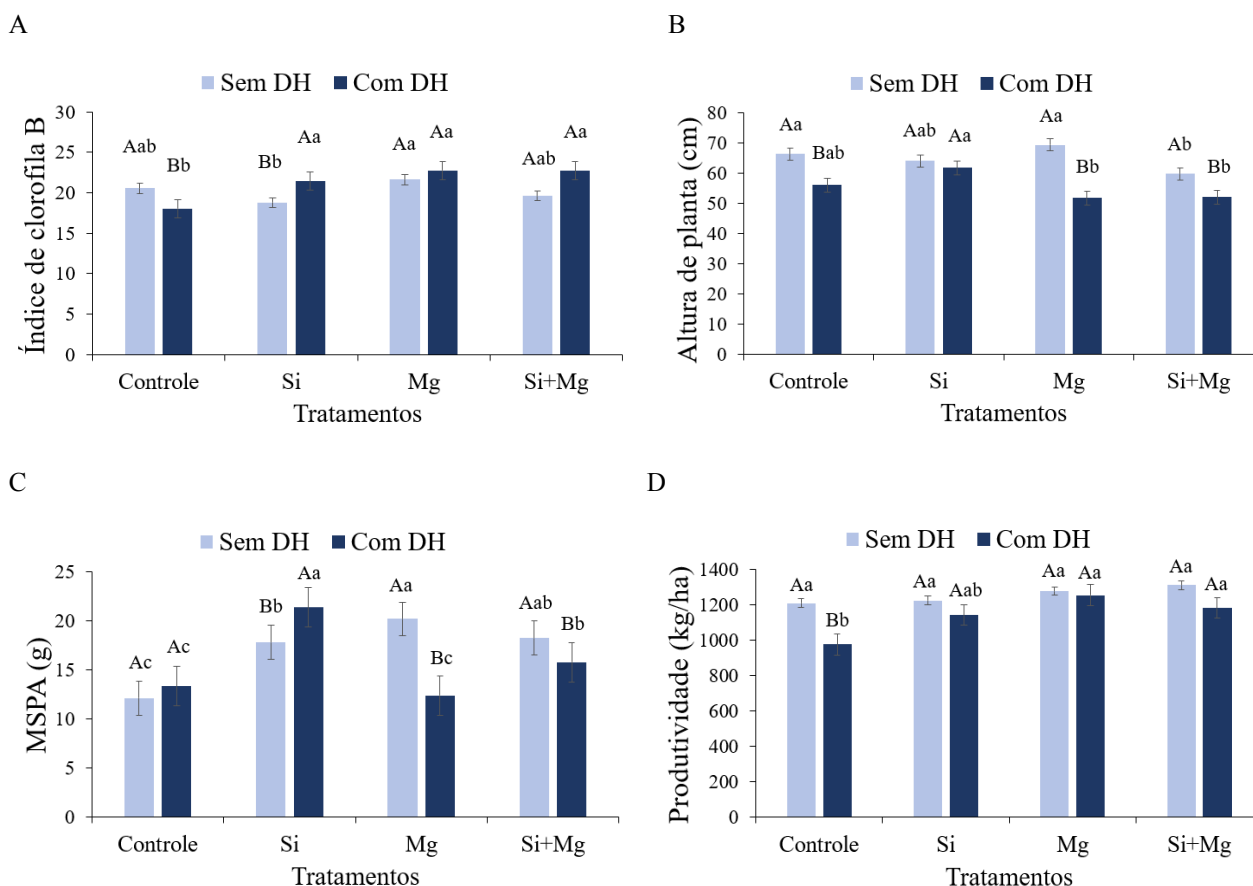 A
Sem DH Com DH
Índice de clorofila B
30
25
20
15
10
5
0
Aab
Bb
Bb
Aa
Aa
Aa
Aab
Aa
Controle Si Mg Si+Mg
Tratamentos
B
Sem DH Com DH
Altura de planta (cm)
80
70
60
50
40
30
20
10
0
Aa
Bab
Aab
Aa
Aa
Bb
Ab
Bb
Controle Si Mg Si+Mg
Tratamentos
C
Sem DH Com DH
MSPA (g)
25
20
15
10
5
0
Ac
Ac
Bb
Aa
Aa
Bc
Aab
Bb
Controle Si Mg Si+Mg
Tratamentos
D
Sem DH Com DH
Produtividade (kg/ha)
1400
1200
1000
800
600
400
200
0
Aa
Bb
Aa
Aab
Aa
Aa
Aa
Aa
Controle Si Mg Si+Mg
Tratamentos